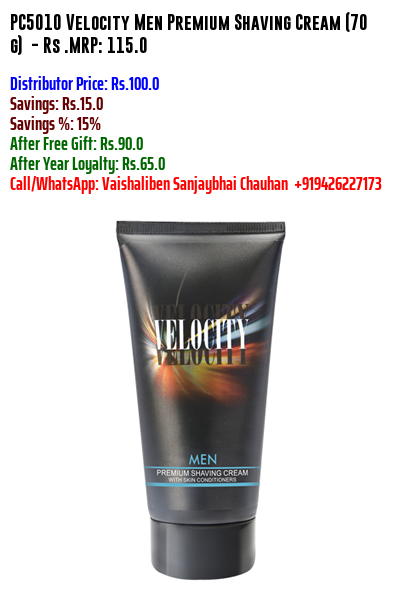 PC5010 Velocity Men Premium Shaving Cream (70
g) - Rs .MRP: 115.0
Distributor Price: Rs.100.0
Savings: Rs.15.0
Savings %: 15%
After Free Gift: Rs.90.0
After Year Loyalty: Rs.65.0
Call/WhatsApp: Vaishaliben Sanjaybhai Chauhan +919426227173
VELOCITY
VELOCITY
VELOCITY
MEN
PREMIUM SHAVING CREAM
WITH SKIN CONDITIONERS